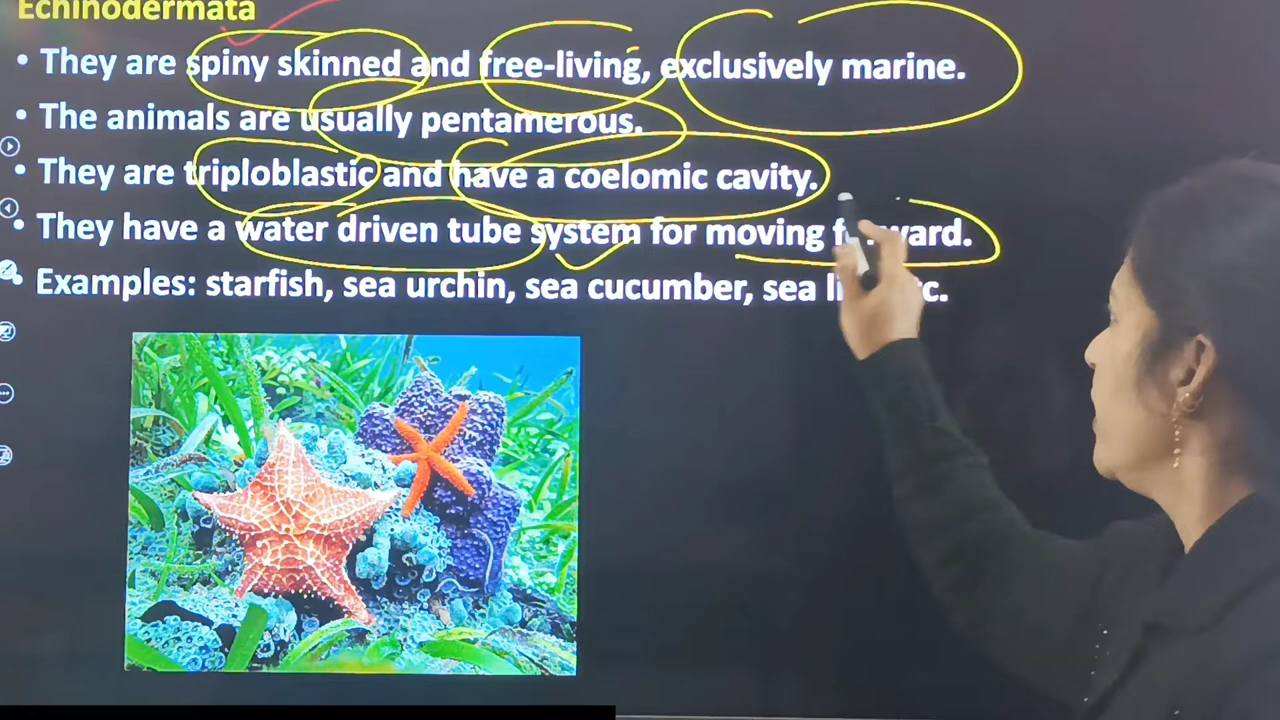 Echinodermata
• They are spiny skinned and free-living, exclusively marine.
• The animals are usually pentamerous.
• They are triploblastic and have a coelomic cavity.
• They have a water driven tube system for moving forward.
• Examples: starfish, sea urchin, sea cucumber, sea